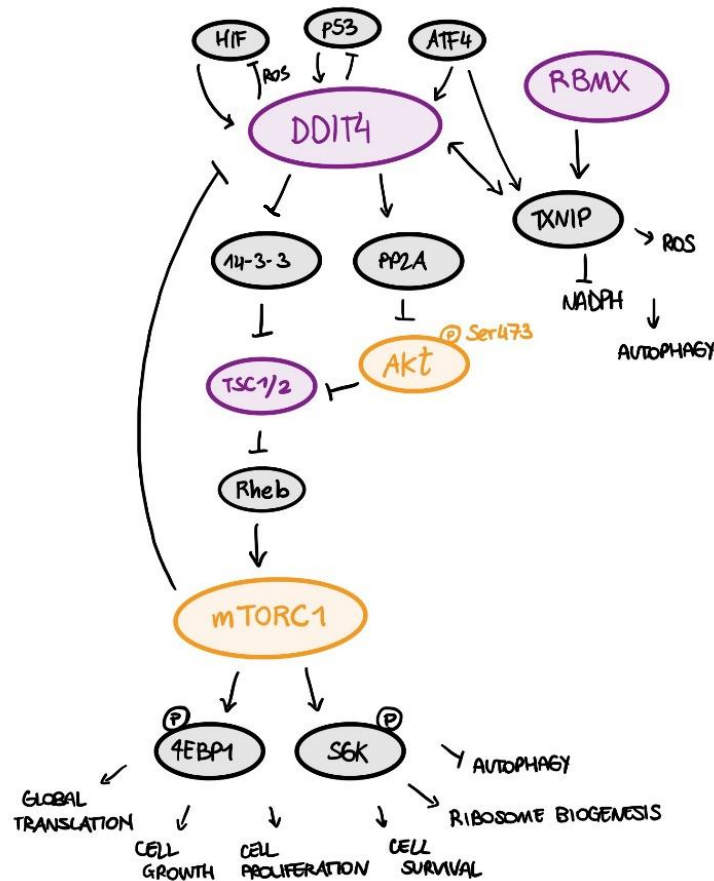 HIF
p53
ATF4
ROS
RBMX
DDIT4
TXNIP
ROS
14-3-3
PP2A
NADPH
P Ser473
AUTOPHAGY
Akt
TSC1/2
Rheb
mTORC1
P
P
4EBP1
S6K
AUTOPHAGY
GLOBAL
TRANSLATION
RIBOSOME BIOGENESIS
CELL
GROWTH
CELL
PROLIFERATION
CELL
SURVIVAL